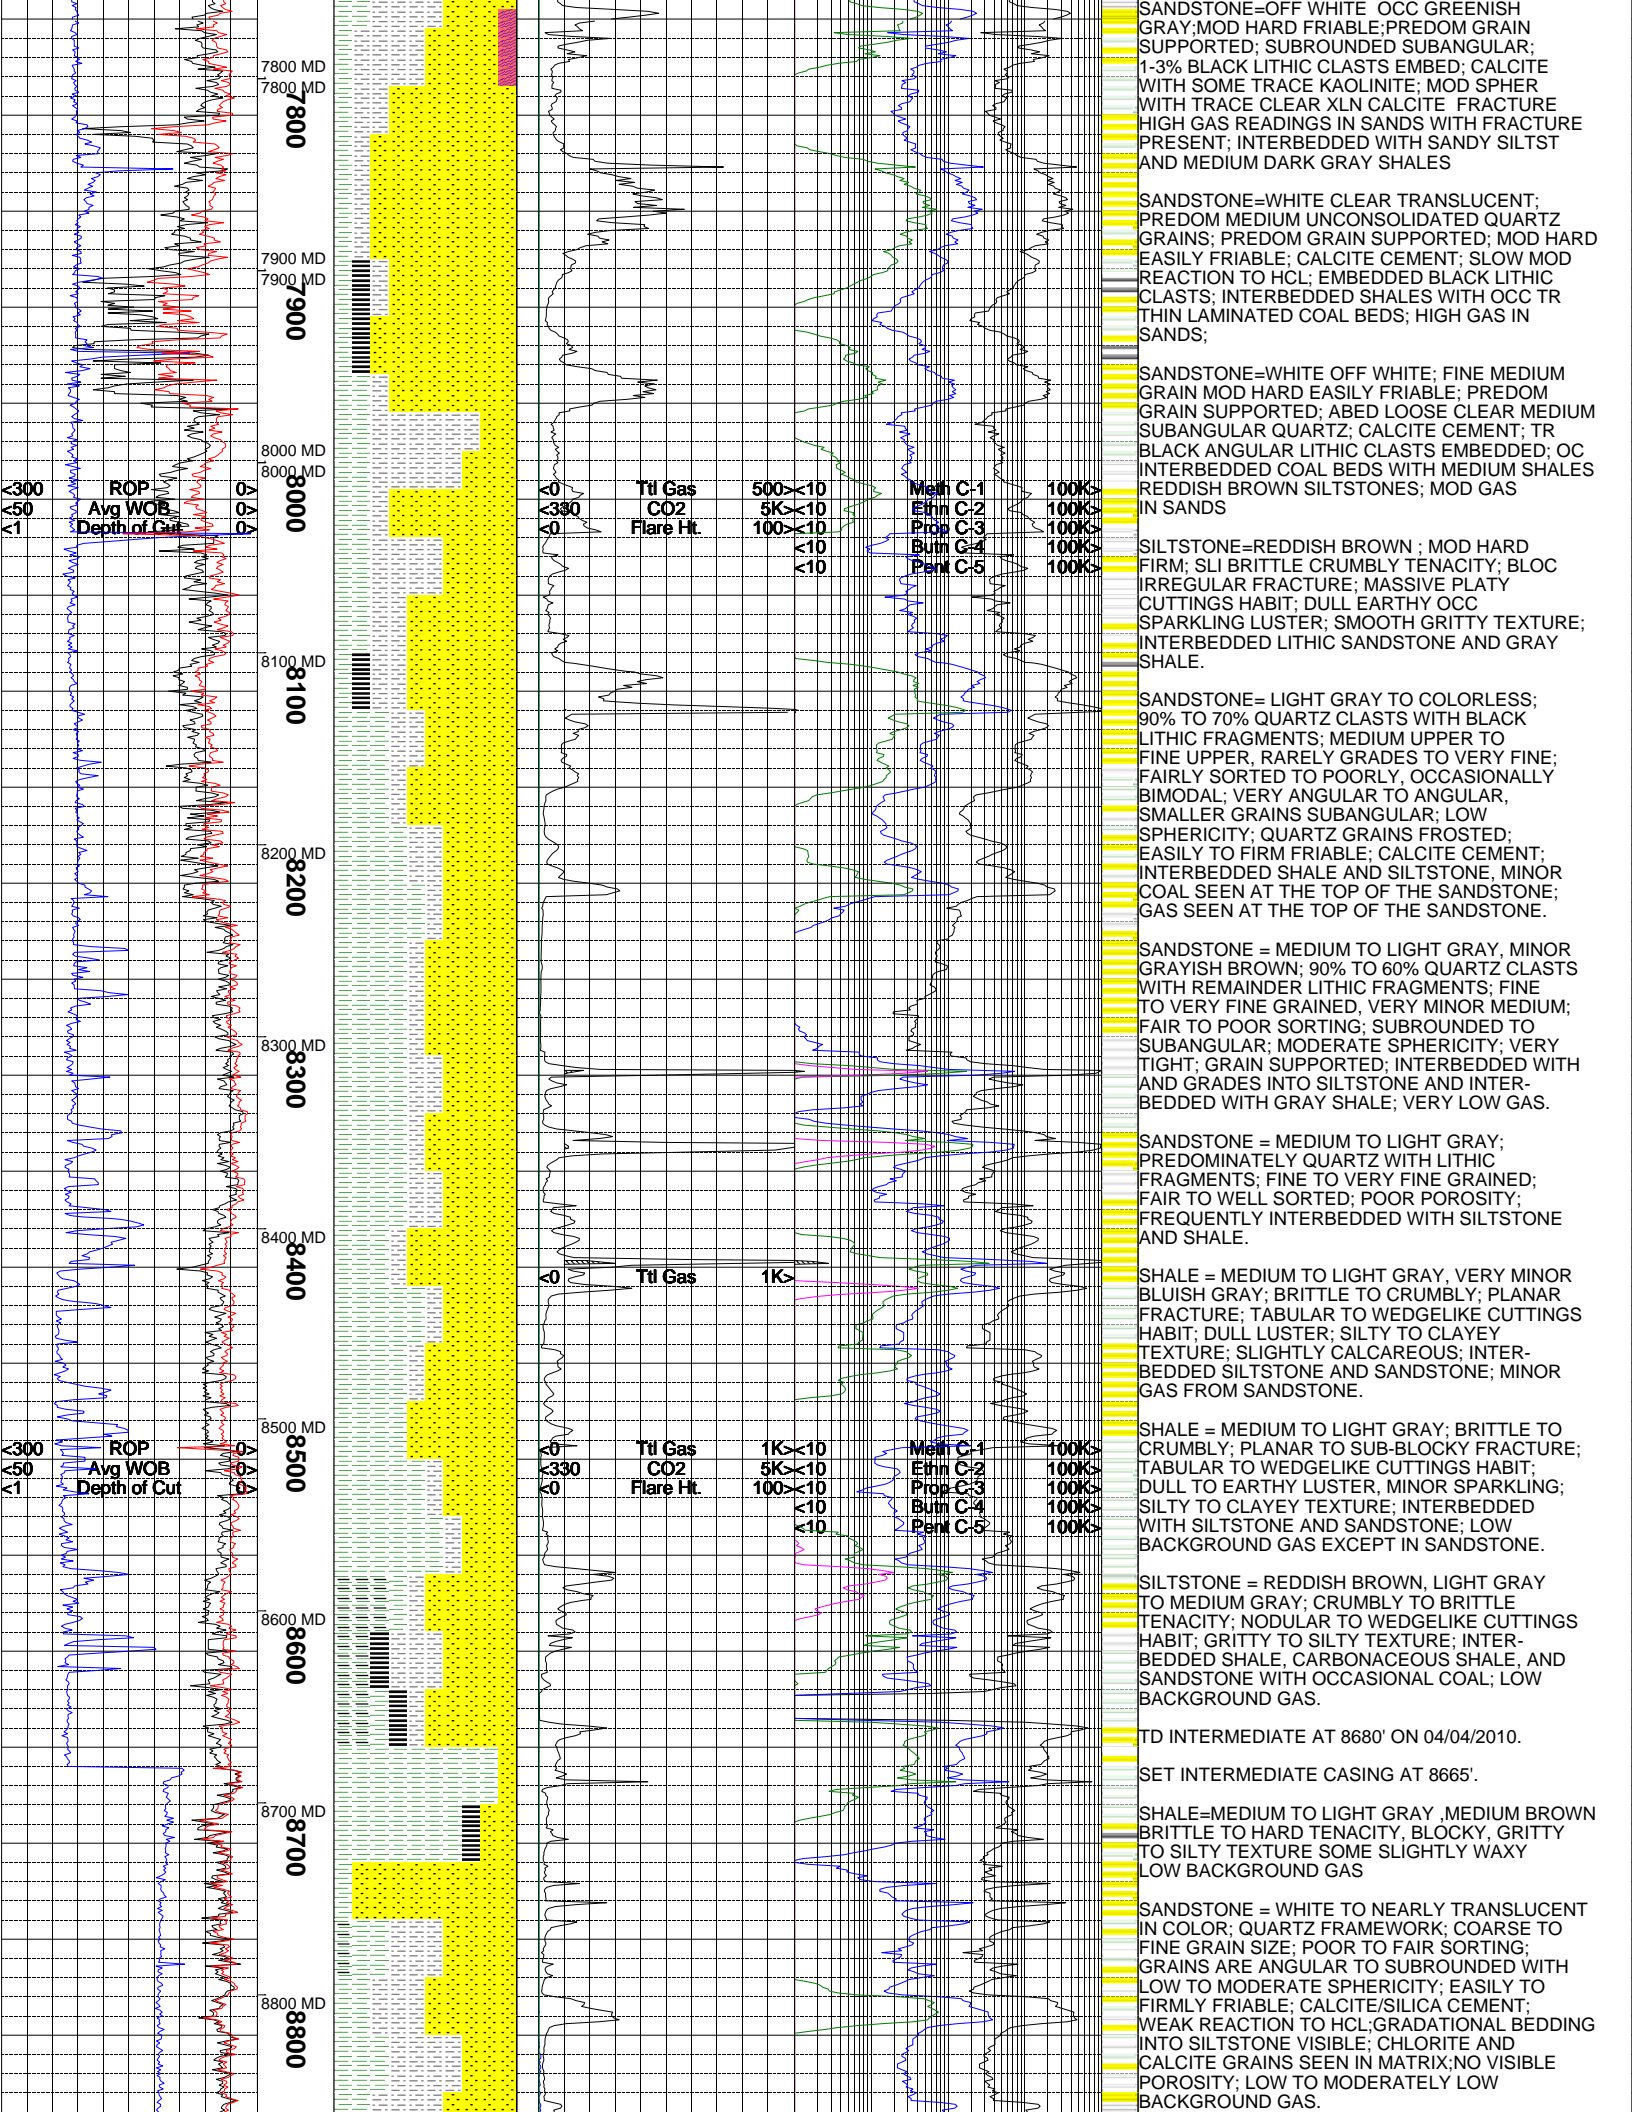 7800 MD
7800 MD
7800
7900 MD
7900 MD
7900
8000 MD
8000 MD
8000
<300 ROP 0>
<50 Avg WOB 0>
<1 Depth of Cut 0>
<0 Ttl Gas 500>
<330 CO2 5K>
<0 Flare Ht. 100>
<10 Meth C-1 100K>
<10 Ethn C-2 100K>
<10 Prop C-3 100K>
<10 Butn C-4 100K>
<10 Pent C-5 100K>
8100 MD
8100
8200 MD
8200
8300 MD
8300
8400 MD
8400
<0 Ttl Gas 1K>
8500 MD
8500
<300 ROP 0>
<50 Avg WOB 0>
<1 Depth of Cut 0>
<0 Ttl Gas 1K>
<330 CO2 5K>
<0 Flare Ht. 100>
<10 Meth C-1 100K>
<10 Ethn C-2 100K>
<10 Prop C-3 100K>
<10 Butn C-4 100K>
<10 Pent C-5 100K>
8600 MD
8600
8700 MD
8700
8800 MD
8800
SANDSTONE=OFF WHITE OCC GREENISH
GRAY;MOD HARD FRIABLE;PREDOM GRAIN
SUPPORTED; SUBROUNDED SUBANGULAR;
1-3% BLACK LITHIC CLASTS EMBED; CALCITE
WITH SOME TRACE KAOLINITE; MOD SPHER
WITH TRACE CLEAR XLN CALCITE FRACTURE
HIGH GAS READINGS IN SANDS WITH FRACTURE
PRESENT; INTERBEDDED WITH SANDY SILTST
AND MEDIUM DARK GRAY SHALES
SANDSTONE=WHITE CLEAR TRANSLUCENT;
PREDOM MEDIUM UNCONSOLIDATED QUARTZ
GRAINS; PREDOM GRAIN SUPPORTED; MOD HARD
EASILY FRIABLE; CALCITE CEMENT; SLOW MOD
REACTION TO HCL; EMBEDDED BLACK LITHIC
CLASTS; INTERBEDDED SHALES WITH OCC TR
THIN LAMINATED COAL BEDS; HIGH GAS IN
SANDS;
SANDSTONE=WHITE OFF WHITE; FINE MEDIUM
GRAIN MOD HARD EASILY FRIABLE; PREDOM
GRAIN SUPPORTED; ABED LOOSE CLEAR MEDIUM
SUBANGULAR QUARTZ; CALCITE CEMENT; TR
BLACK ANGULAR LITHIC CLASTS EMBEDDED; OC
INTERBEDDED COAL BEDS WITH MEDIUM SHALES
REDDISH BROWN SILTSTONES; MOD GAS
IN SANDS
SILTSTONE=REDDISH BROWN ; MOD HARD
FIRM; SLI BRITTLE CRUMBLY TENACITY; BLOC
IRREGULAR FRACTURE; MASSIVE PLATY
CUTTINGS HABIT; DULL EARTHY OCC
SPARKLING LUSTER; SMOOTH GRITTY TEXTURE;
INTERBEDDED LITHIC SANDSTONE AND GRAY
SHALE.
SANDSTONE= LIGHT GRAY TO COLORLESS;
90% TO 70% QUARTZ CLASTS WITH BLACK
LITHIC FRAGMENTS; MEDIUM UPPER TO
FINE UPPER, RARELY GRADES TO VERY FINE;
FAIRLY SORTED TO POORLY, OCCASIONALLY
BIMODAL; VERY ANGULAR TO ANGULAR,
SMALLER GRAINS SUBANGULAR; LOW
SPHERICITY; QUARTZ GRAINS FROSTED;
EASILY TO FIRM FRIABLE; CALCITE CEMENT;
INTERBEDDED SHALE AND SILTSTONE, MINOR
COAL SEEN AT THE TOP OF THE SANDSTONE;
GAS SEEN AT THE TOP OF THE SANDSTONE.
SANDSTONE = MEDIUM TO LIGHT GRAY, MINOR
GRAYISH BROWN; 90% TO 60% QUARTZ CLASTS
WITH REMAINDER LITHIC FRAGMENTS; FINE
TO VERY FINE GRAINED, VERY MINOR MEDIUM;
FAIR TO POOR SORTING; SUBROUNDED TO
SUBANGULAR; MODERATE SPHERICITY; VERY
TIGHT; GRAIN SUPPORTED; INTERBEDDED WITH
AND GRADES INTO SILTSTONE AND INTER-
BEDDED WITH GRAY SHALE; VERY LOW GAS.
SANDSTONE = MEDIUM TO LIGHT GRAY;
PREDOMINATELY QUARTZ WITH LITHIC
FRAGMENTS; FINE TO VERY FINE GRAINED;
FAIR TO WELL SORTED; POOR POROSITY;
FREQUENTLY INTERBEDDED WITH SILTSTONE
AND SHALE.
SHALE = MEDIUM TO LIGHT GRAY, VERY MINOR
BLUISH GRAY; BRITTLE TO CRUMBLY; PLANAR
FRACTURE; TABULAR TO WEDGELIKE CUTTINGS
HABIT; DULL LUSTER; SILTY TO CLAYEY
TEXTURE; SLIGHTLY CALCAREOUS; INTER-
BEDDED SILTSTONE AND SANDSTONE; MINOR
GAS FROM SANDSTONE.
SHALE = MEDIUM TO LIGHT GRAY; BRITTLE TO
CRUMBLY; PLANAR TO SUB-BLOCKY FRACTURE;
TABULAR TO WEDGELIKE CUTTINGS HABIT;
DULL TO EARTHY LUSTER, MINOR SPARKLING;
SILTY TO CLAYEY TEXTURE; INTERBEDDED
WITH SILTSTONE AND SANDSTONE; LOW
BACKGROUND GAS EXCEPT IN SANDSTONE.
SILTSTONE = REDDISH BROWN, LIGHT GRAY
TO MEDIUM GRAY; CRUMBLY TO BRITTLE
TENACITY; NODULAR TO WEDGELIKE CUTTINGS
HABIT; GRITTY TO SILTY TEXTURE; INTER-
BEDDED SHALE, CARBONACEOUS SHALE, AND
SANDSTONE WITH OCCASIONAL COAL; LOW
BACKGROUND GAS.
TD INTERMEDIATE AT 8680' ON 04/04/2010.
SET INTERMEDIATE CASING AT 8665'.
SHALE=MEDIUM TO LIGHT GRAY ,MEDIUM BROWN
BRITTLE TO HARD TENACITY, BLOCKY, GRITTY
TO SILTY TEXTURE SOME SLIGHTLY WAXY
LOW BACKGROUND GAS
SANDSTONE = WHITE TO NEARLY TRANSLUCENT
IN COLOR; QUARTZ FRAMEWORK; COARSE TO
FINE GRAIN SIZE; POOR TO FAIR SORTING;
GRAINS ARE ANGULAR TO SUBROUNDED WITH
LOW TO MODERATE SPHERICITY; EASILY TO
FIRMLY FRIABLE; CALCITE/SILICA CEMENT;
WEAK REACTION TO HCL;GRADATIONAL BEDDING
INTO SILTSTONE VISIBLE; CHLORITE AND
CALCITE GRAINS SEEN IN MATRIX;NO VISIBLE
POROSITY; LOW TO MODERATELY LOW
BACKGROUND GAS.